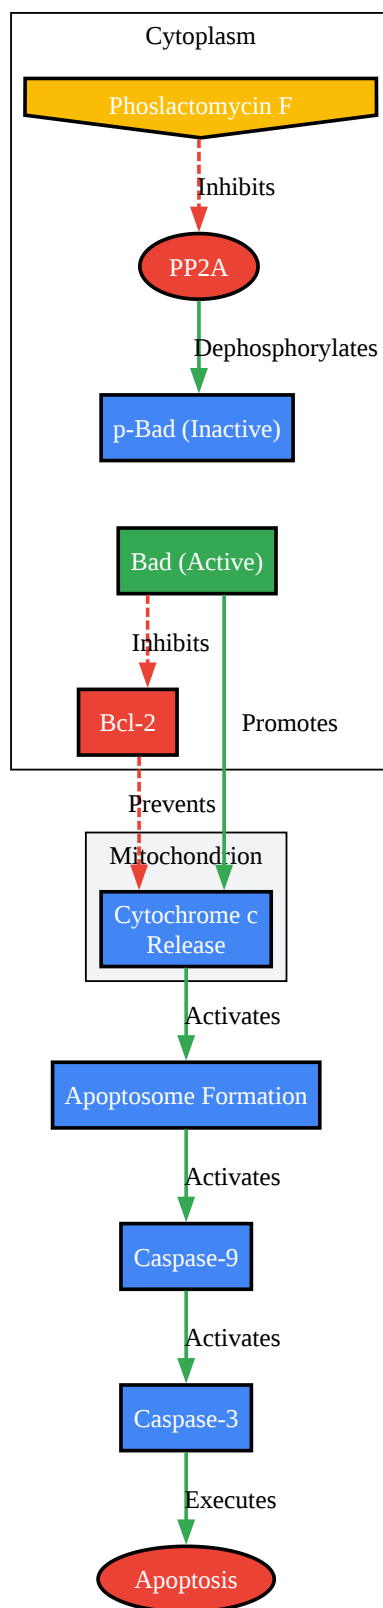 Cytoplasm
Phoslactomycin F
Inhibits
PP2A
Dephosphorylates
p-Bad (Inactive)
Bad (Active)
Inhibits
Bcl-2
Promotes
Prevents
Mitochondrion
Cytochrome c
Release
Activates
Apoptosome Formation
Activates
Caspase-9
Activates
Caspase-3
Executes
Apoptosis